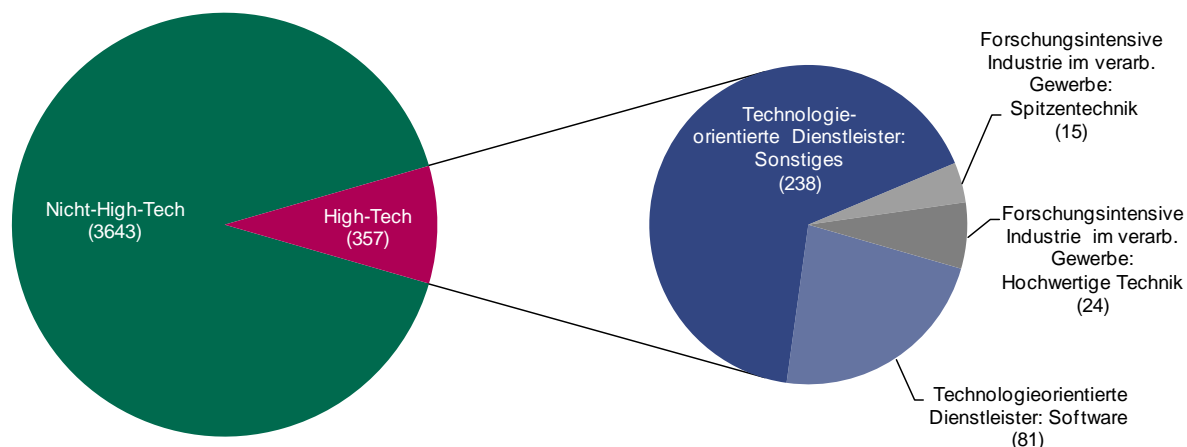 Nicht-High-Tech
(3643)
High-Tech
(357)
Technologie-
orientierte Dienstleister:
Sonstiges
(238)
Forschungsintensive
Industrie im verarb.
Gewerbe:
Spitzentechnik
(15)
Forschungsintensive
Industrie im verarb.
Gewerbe:
Hochwertige Technik
(24)
Technologieorientierte
Dienstleister: Software
(81)